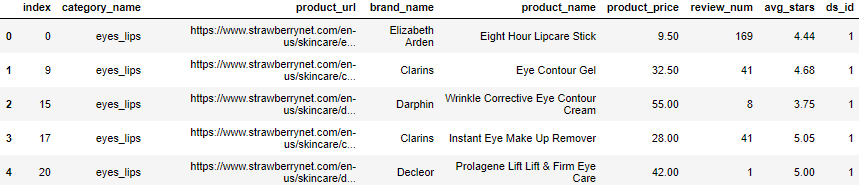 index category_name product_url brand_name product_name product_price review_num avg_stars ds_id
0 0 eyes_lips https://www.strawberrynet.com/en-us/skincare/e... Elizabeth Arden Eight Hour Lipcare Stick 9.50 169 4.44 1
1 9 eyes_lips https://www.strawberrynet.com/en-us/skincare/c... Clarins Eye Contour Gel 32.50 41 4.68 1
2 15 eyes_lips https://www.strawberrynet.com/en-us/skincare/d... Darphin Wrinkle Corrective Eye Contour Cream 55.00 8 3.75 1
3 17 eyes_lips https://www.strawberrynet.com/en-us/skincare/c... Clarins Instant Eye Make Up Remover 28.00 41 5.05 1
4 20 eyes_lips https://www.strawberrynet.com/en-us/skincare/d... Decleor Prolagene Lift Lift & Firm Eye Care 42.00 1 5.00 1